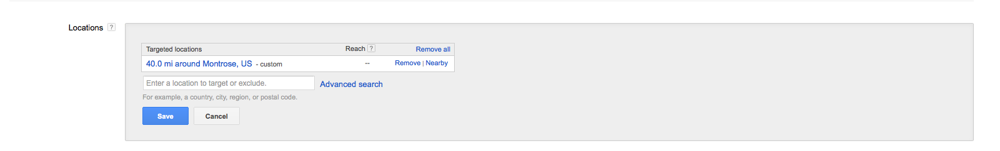 Locations ?
Targeted locations Reach ? Remove all
40.0 mi around Montrose, US - custom -- Remove | Nearby
Enter a location to target or exclude. Advanced search
For example, a country, city, region, or postal code.
Save Cancel